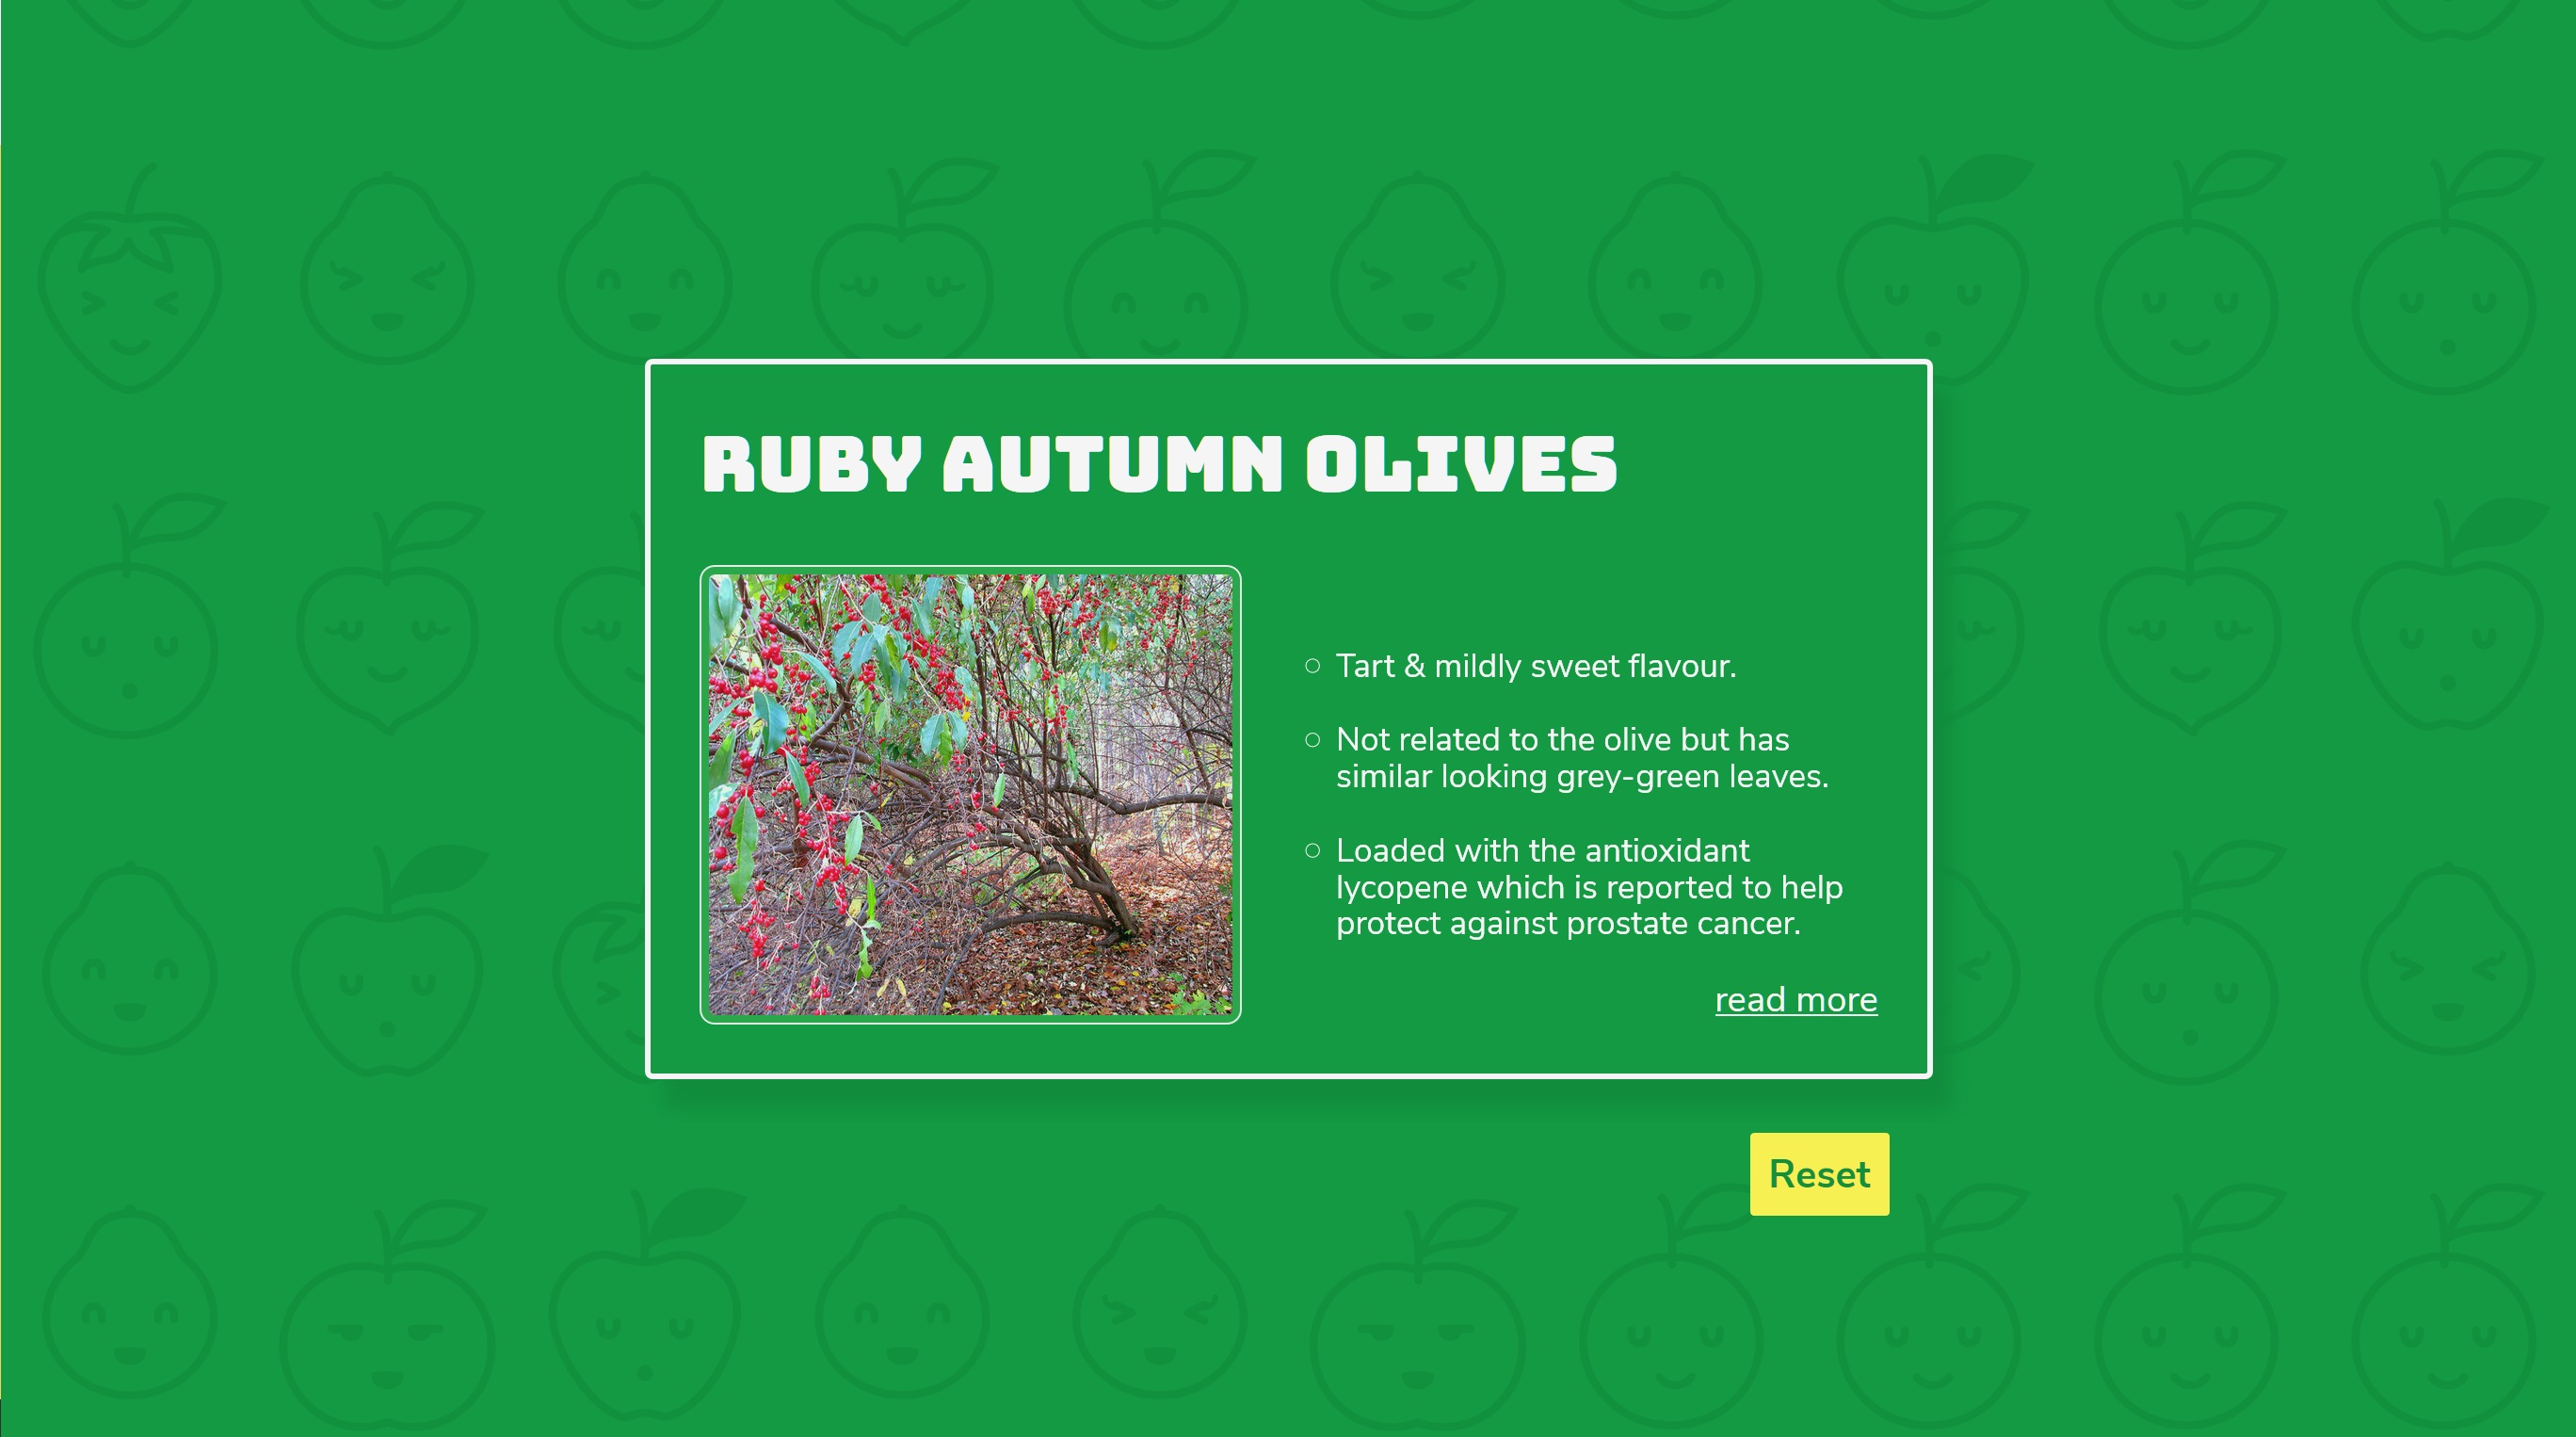 RUBY AUTUMN OLIVES
Tart & mildly sweet flavour.
Not related to the olive but has
similar looking grey-green leaves.
Loaded with the antioxidant
lycopene which is reported to help
protect against prostate cancer.
read more
Reset